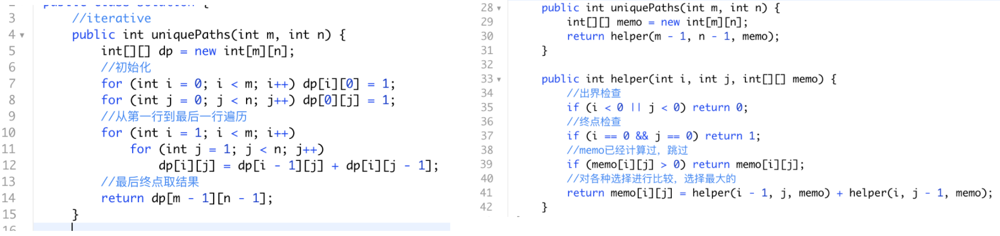 2 public class Solution {
3 //iterative
4 public int uniquePaths(int m, int n) {
5 int[][] dp = new int[m][n];
6 //初始化
7 for (int i = 0; i < m; i++) dp[i][0] = 1;
8 for (int j = 0; j < n; j++) dp[0][j] = 1;
9 //从第一行到最后一行遍历
10 for (int i = 1; i < m; i++)
11 for (int j = 1; j < n; j++)
12 dp[i][j] = dp[i - 1][j] + dp[i][j - 1];
13 //最后终点取结果
14 return dp[m - 1][n - 1];
15 }
16
28 public int uniquePaths(int m, int n) {
29 int[][] memo = new int[m][n];
30 return helper(m - 1, n - 1, memo);
31 }
32
33 public int helper(int i, int j, int[][] memo) {
34 //出界检查
35 if (i < 0 || j < 0) return 0;
36 //终点检查
37 if (i == 0 && j == 0) return 1;
38 //memo已经计算过，跳过
39 if (memo[i][j] > 0) return memo[i][j];
40 //对各种选择进行比较，选择最大的
41 return memo[i][j] = helper(i - 1, j, memo) + helper(i, j - 1, memo);
42 }